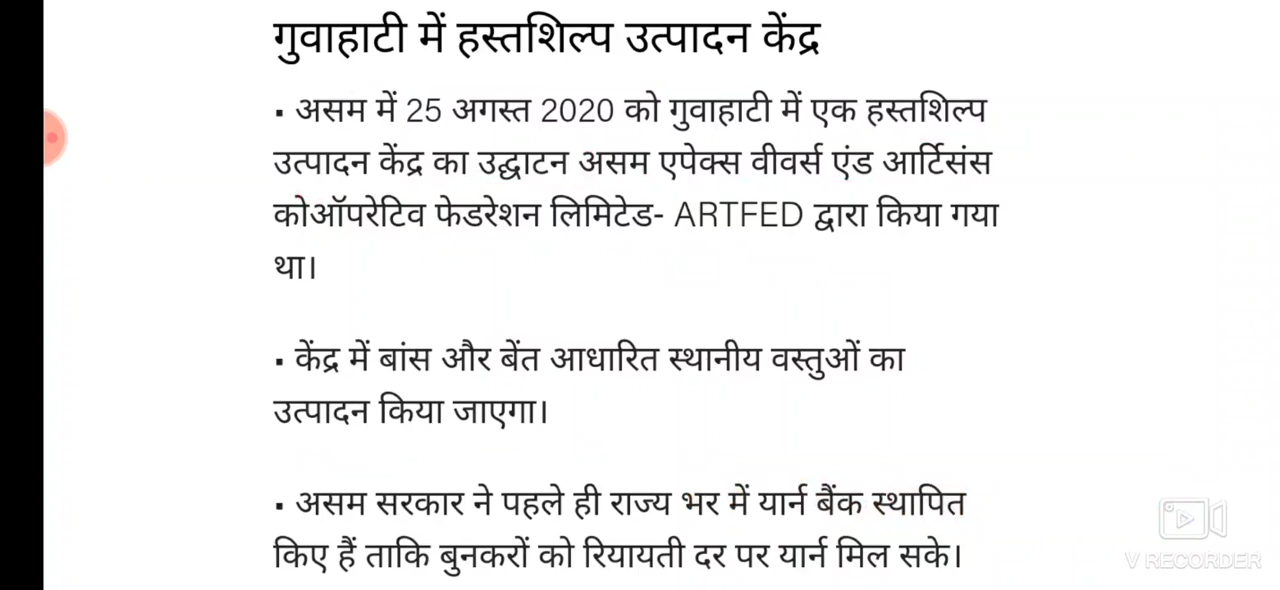 गुवाहाटी में हस्तशिल्प उत्पादन केंद्र
▪ असम में 25 अगस्त 2020 को गुवाहाटी में एक हस्तशिल्प
उत्पादन केंद्र का उद्घाटन असम एपेक्स वीवर्स एंड आर्टिसंस
कोऑपरेटिव फेडरेशन लिमिटेड- ARTFED द्वारा किया गया
था।
▪ केंद्र में बांस और बेंत आधारित स्थानीय वस्तुओं का
उत्पादन किया जाएगा।
▪ असम सरकार ने पहले ही राज्य भर में यार्न बैंक स्थापित
किए हैं ताकि बुनकरों को रियायती दर पर यार्न मिल सके।
V RECORDER